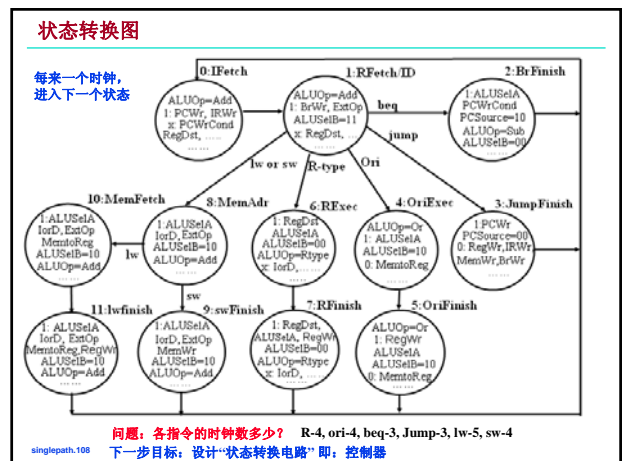 状态转换图
每来一个时钟，
进入下一个状态
0:IFetch
ALUOp=Add
1: PCWr, IRWr
x: PCWrCond
RegDst, .....
......
1:RFetch/ID
ALUOp=Add
1: BrWr, ExtOp
ALUSelB=11
x: RegDst, ...
......
2:BrFinish
1:ALUSelA
PCWrCond
PCSource=10
ALUOp=Sub
ALUSelB=00
......
beq
jump
Ori
R-type
lw or sw
10:MemFetch
1:ALUSelA
IorD,ExtOp
MemtoReg
ALUSelB=10
ALUOp=Add
......
lw
8:MemAdr
1:ALUSelA
IorD, ExtOp
ALUSelB=10
ALUOp=Add
......
sw
6:RExec
1: RegDst
ALUSelA
ALUSelB=00
ALUOp=Rtype
x: IorD, .....
......
4:OriExec
ALUOp=Or
1: ALUSelA
ALUSelB=10
0: MemtoReg
......
3:JumpFinish
1:PCWr
PCSource=00
0: RegWr,IRWr
MemWr,BrWr
......
11:lwfinish
1: ALUSelA
IorD, ExtOp
MemtoReg,RegWr
ALUSelB=10
ALUOp=Add
......
9:swFinish
1: ALUSelA
IorD,ExtOp
MemWr
ALUSelB=10
ALUOp=Add
......
7:RFinish
1: RegDst,
ALUSelA, RegWr
ALUSelB=00
ALUOp=Rtype
x: IorD, .....
......
5:OriFinish
ALUOp=Or
1: RegWr
ALUSelA
ALUSelB=10
0: MemtoReg
......
问题：各指令的时钟数多少？ R-4, ori-4, beq-3, Jump-3, lw-5, sw-4
singlepath.108 下一步目标：设计“状态转换电路” 即：控制器